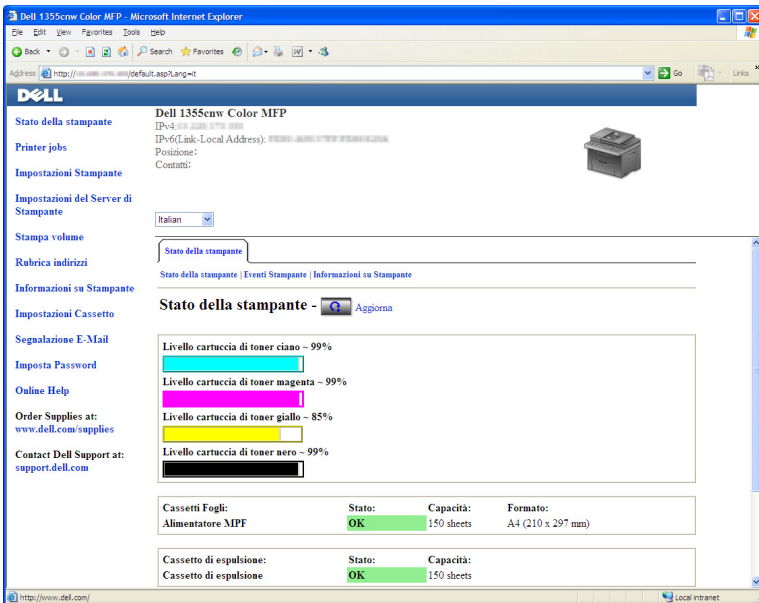 Dell 1355cnw Color MFP - Microsoft Internet Explorer
File Edit View Favorites Tools Help
Back Search Favorites
Address http:// /default.asp?Lang=it Go Links
DELL
Dell 1355cnw Color MFP
IPv4:
IPv6(Link-Local Address):
Posizione:
Contatti:
Italian
Stato della stampante
Printer jobs
Impostazioni Stampante
Impostazioni del Server di
Stampante
Stampa volume
Rubrica indirizzi
Informazioni su Stampante
Impostazioni Cassetto
Segnalazione E-Mail
Imposta Password
Online Help
Order Supplies at:
www.dell.com/supplies
Contact Dell Support at:
support.dell.com
Stato della stampante
Stato della stampante | Eventi Stampante | Informazioni su Stampante
Stato della stampante - Aggiorna
Livello cartuccia di toner ciano ~ 99%
Livello cartuccia di toner magenta ~ 99%
Livello cartuccia di toner giallo ~ 85%
Livello cartuccia di toner nero ~ 99%
Cassetti Fogli: Stato: Capacità: Formato:
Alimentatore MPF OK 150 sheets A4 (210 x 297 mm)
Cassetto di espulsione: Stato: Capacità:
Cassetto di espulsione OK 150 sheets
http://www.dell.com/ Local intranet